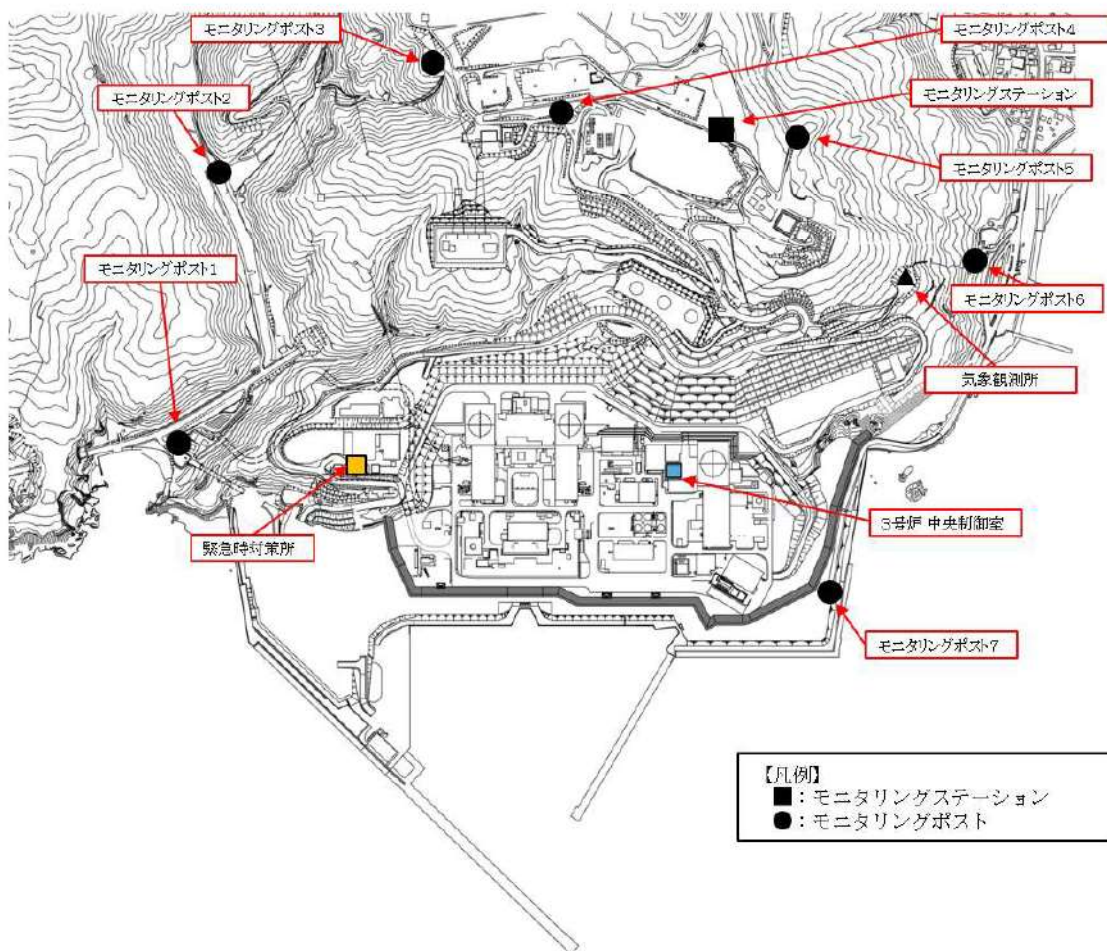 モニタリングポスト3
モニタリングポスト4
モニタリングポスト2
モニタリングステーション
モニタリングポスト5
モニタリングポスト1
モニタリングポスト6
気象観測所
3号炉 中央制御室
緊急時対策所
モニタリングポスト7
【凡例】
■：モニタリングステーション
●：モニタリングポスト